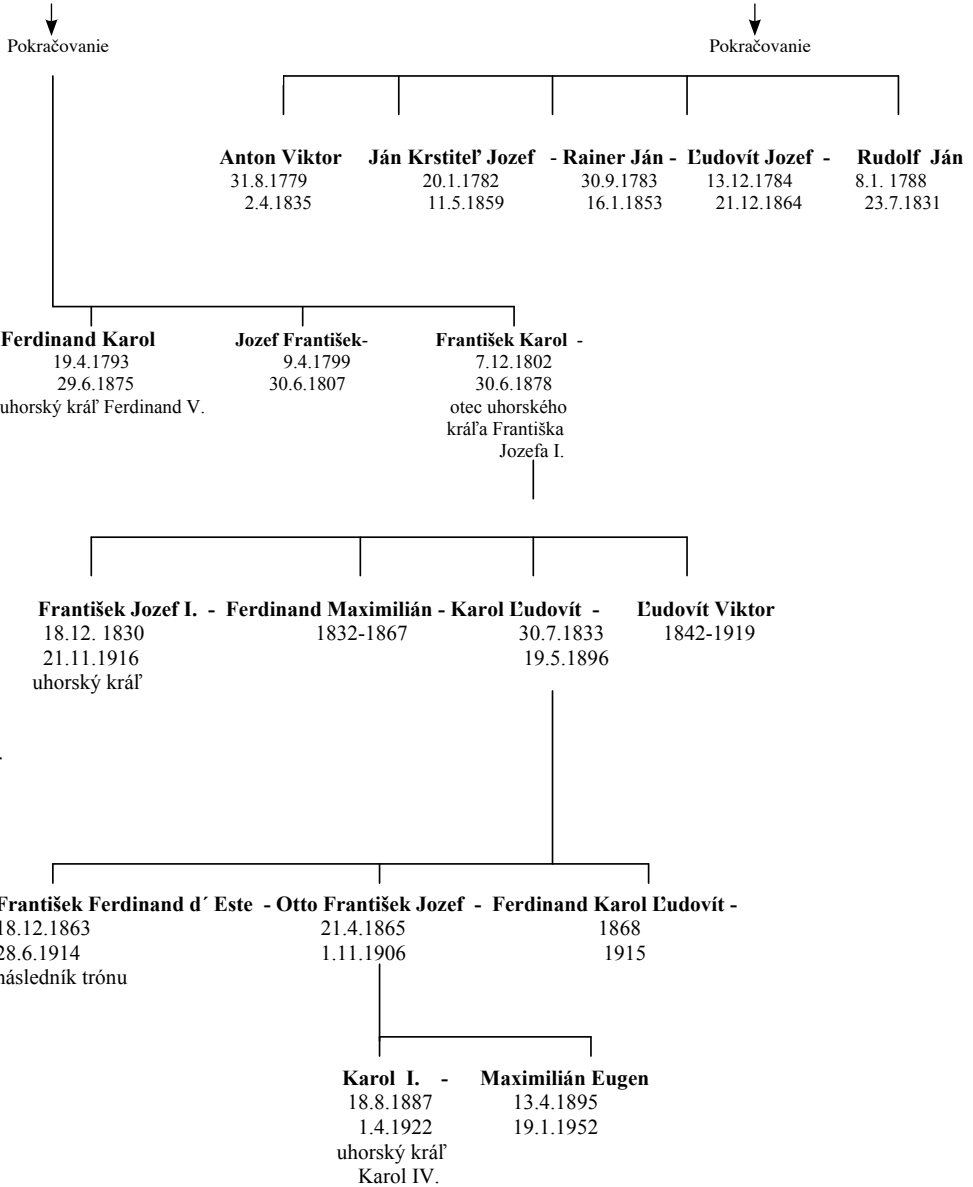 Pokračovanie Pokračovanie
Anton Viktor Ján Krstiteľ Jozef - Rainer Ján - Ľudovít Jozef - Rudolf Ján
31.8.1779 20.1.1782 30.9.1783 13.12.1784 8.1. 1788
2.4.1835 11.5.1859 16.1.1853 21.12.1864 23.7.1831
Ferdinand Karol Jozef František- František Karol -
19.4.1793 9.4.1799 7.12.1802
29.6.1875 30.6.1807 30.6.1878
uhorský kráľ Ferdinand V. otec uhorského
kráľa Františka
Jozefa I.
František Jozef I. - Ferdinand Maximilián - Karol Ľudovít - Ľudovít Viktor
18.12. 1830 1832-1867 30.7.1833 1842-1919
21.11.1916 19.5.1896
uhorský kráľ
František Ferdinand d´ Este - Otto František Jozef - Ferdinand Karol Ľudovít -
18.12.1863 21.4.1865 1868
28.6.1914 1.11.1906 1915
následník trónu
Karol I. - Maximilián Eugen
18.8.1887 13.4.1895
1.4.1922 19.1.1952
uhorský kráľ
Karol IV.